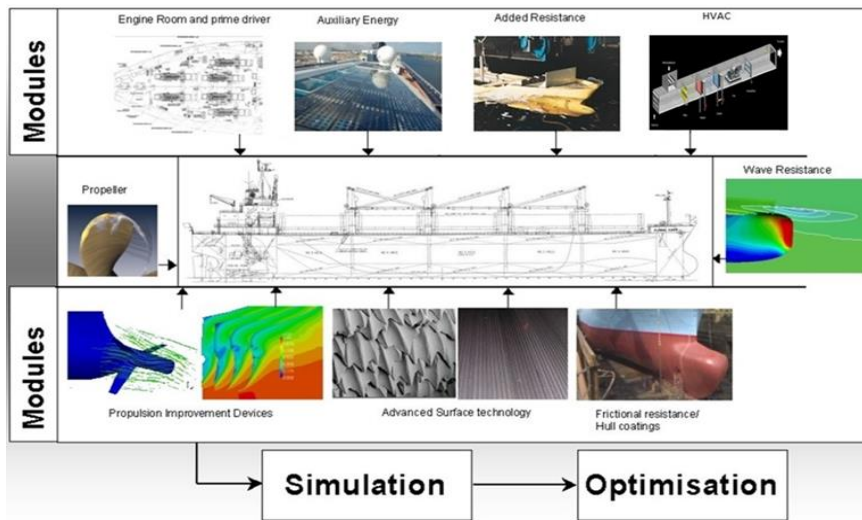 Engine Room and prime driver
Auxiliary Energy
Added Resistance
HVAC
Modules
Propeller
Wave Resistance
Modules
Propulsion Improvement Devices
Advanced Surface technology
Frictional resistance/
Hull coatings
Simulation
Optimisation